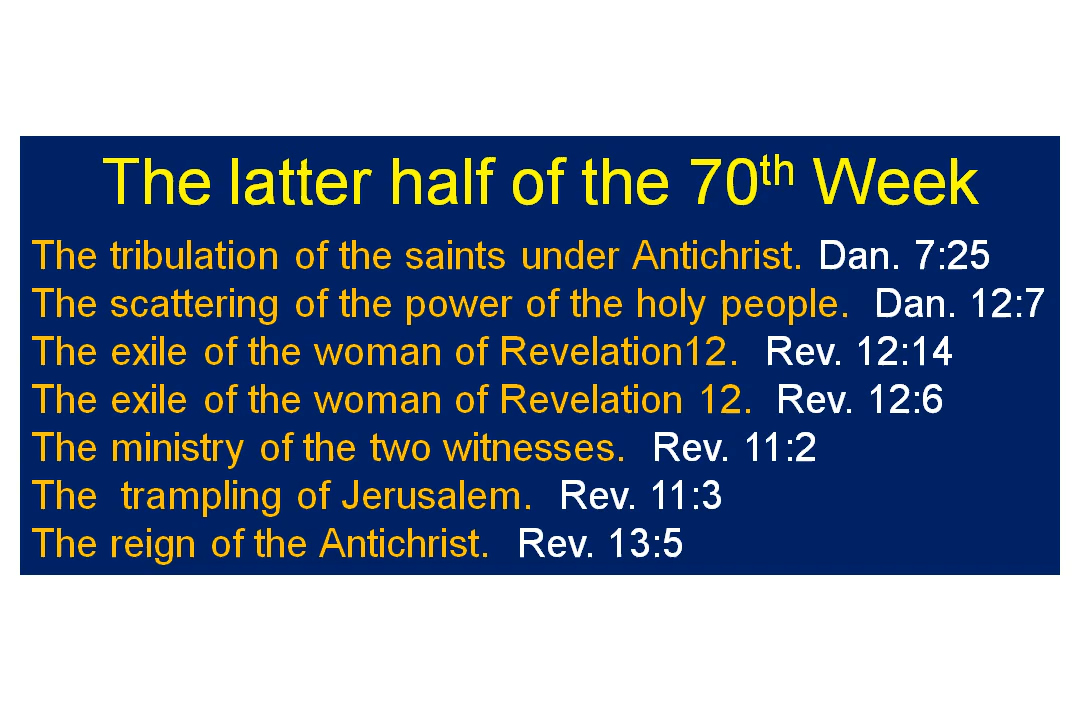 The latter half of the 70th Week
The tribulation of the saints under Antichrist. Dan. 7:25
The scattering of the power of the holy people. Dan. 12:7
The exile of the woman of Revelation12. Rev. 12:14
The exile of the woman of Revelation 12. Rev. 12:6
The ministry of the two witnesses. Rev. 11:2
The trampling of Jerusalem. Rev. 11:3
The reign of the Antichrist. Rev. 13:5